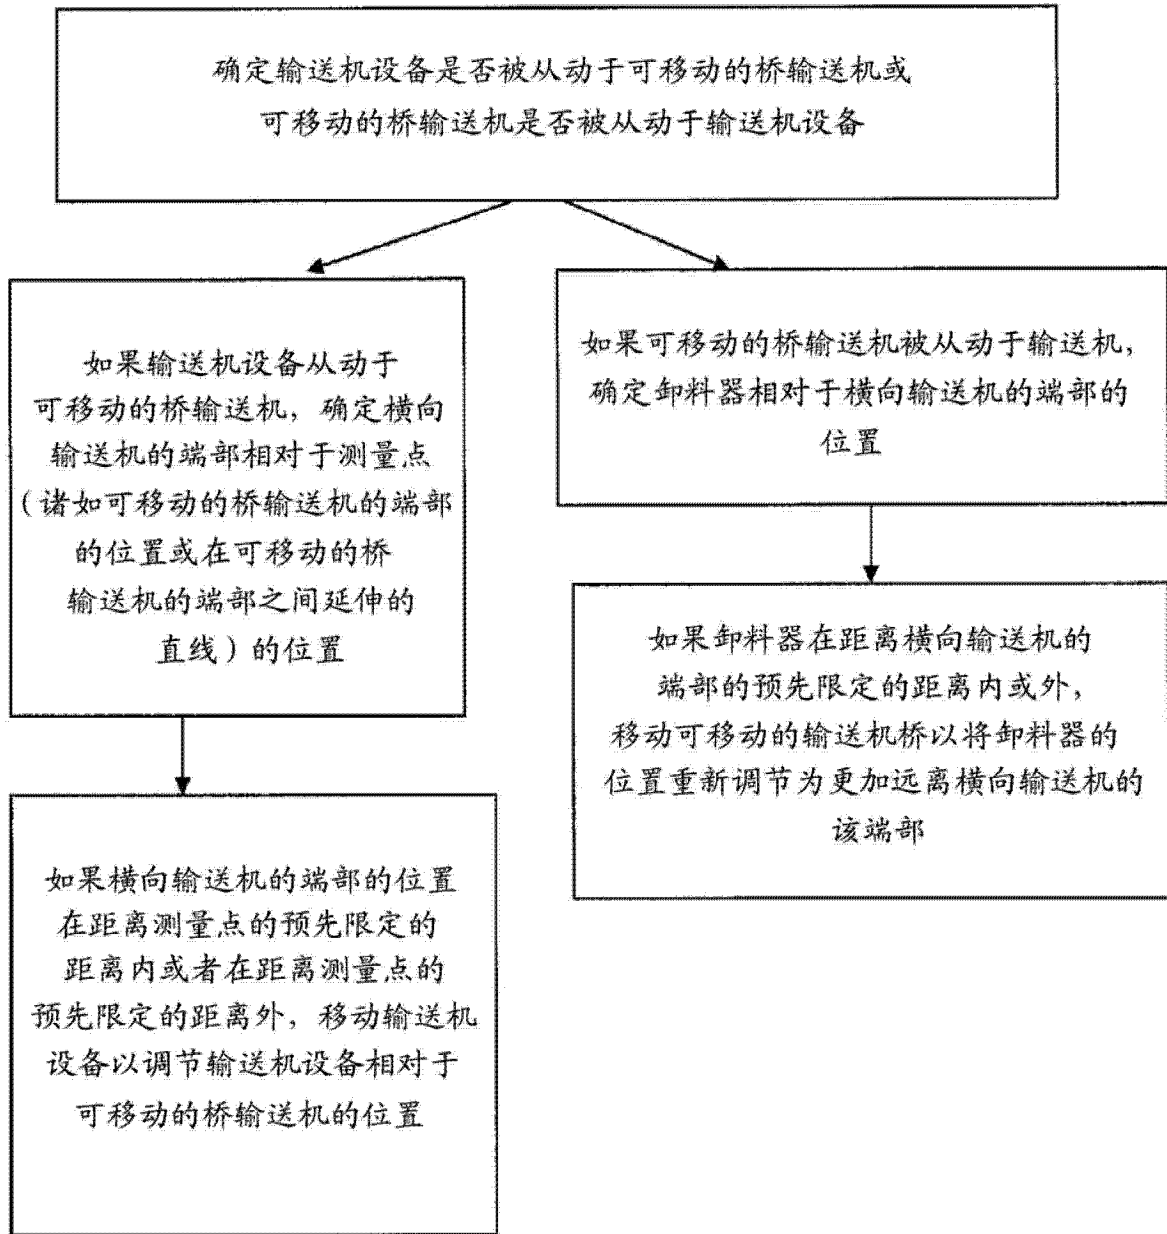 确定输送机设备是否被从动于可移动的桥输送机或
可移动的桥输送机是否被从动于输送机设备
如果输送机设备从动于
可移动的桥输送机，确定横向
输送机的端部相对于测量点
（诸如可移动的桥输送机的端部
的位置或在可移动的桥
输送机的端部之间延伸的
直线）的位置
如果横向输送机的端部的位置
在距离测量点的预先限定的
距离内或者在距离测量点的
预先限定的距离外，移动输送机
设备以调节输送机设备相对于
可移动的桥输送机的位置
如果可移动的桥输送机被从动于输送机，
确定卸料器相对于横向输送机的端部的
位置
如果卸料器在距离横向输送机的
端部的预先限定的距离内或外，
移动可移动的输送机桥以将卸料器的
位置重新调节为更加远离横向输送机的
该端部